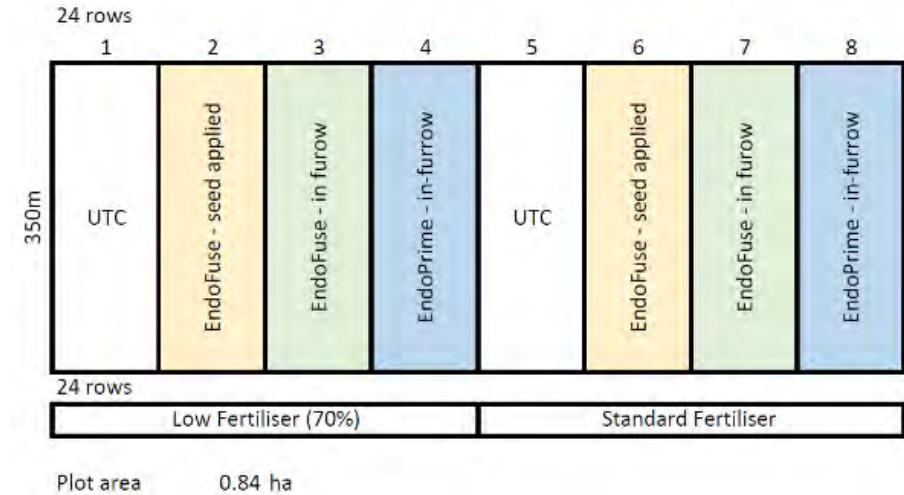 24 rows
1 2 3 4 5 6 7 8
350m
UTC
EndoFuse - seed applied
EndoFuse - in furow
EndoPrime - in-furrow
UTC
EndoFuse - seed applied
EndoFuse - in furow
EndoPrime - in-furrow
24 rows
Low Fertiliser (70%) Standard Fertiliser
Plot area 0.84 ha